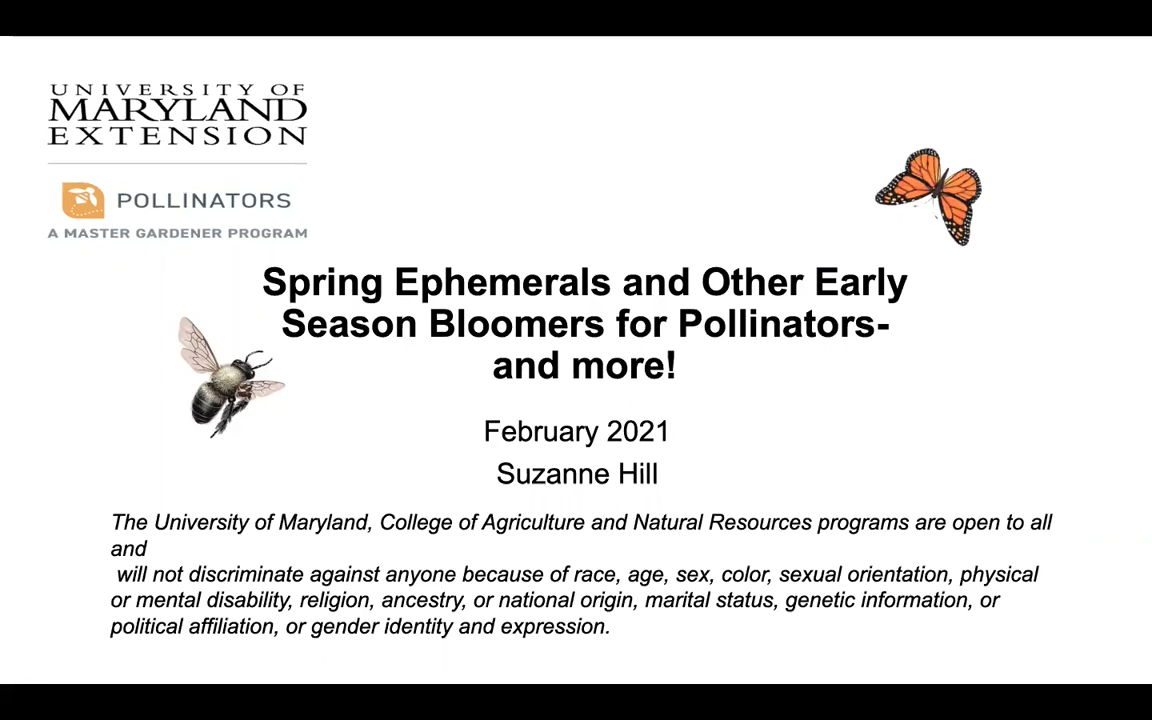 UNIVERSITY OF
MARYLAND
EXTENSION
POLLINATORS
A MASTER GARDENER PROGRAM
Spring Ephemerals and Other Early
Season Bloomers for Pollinators-
and more!
February 2021
Suzanne Hill
The University of Maryland, College of Agriculture and Natural Resources programs are open to all
and
will not discriminate against anyone because of race, age, sex, color, sexual orientation, physical
or mental disability, religion, ancestry, or national origin, marital status, genetic information, or
political affiliation, or gender identity and expression.